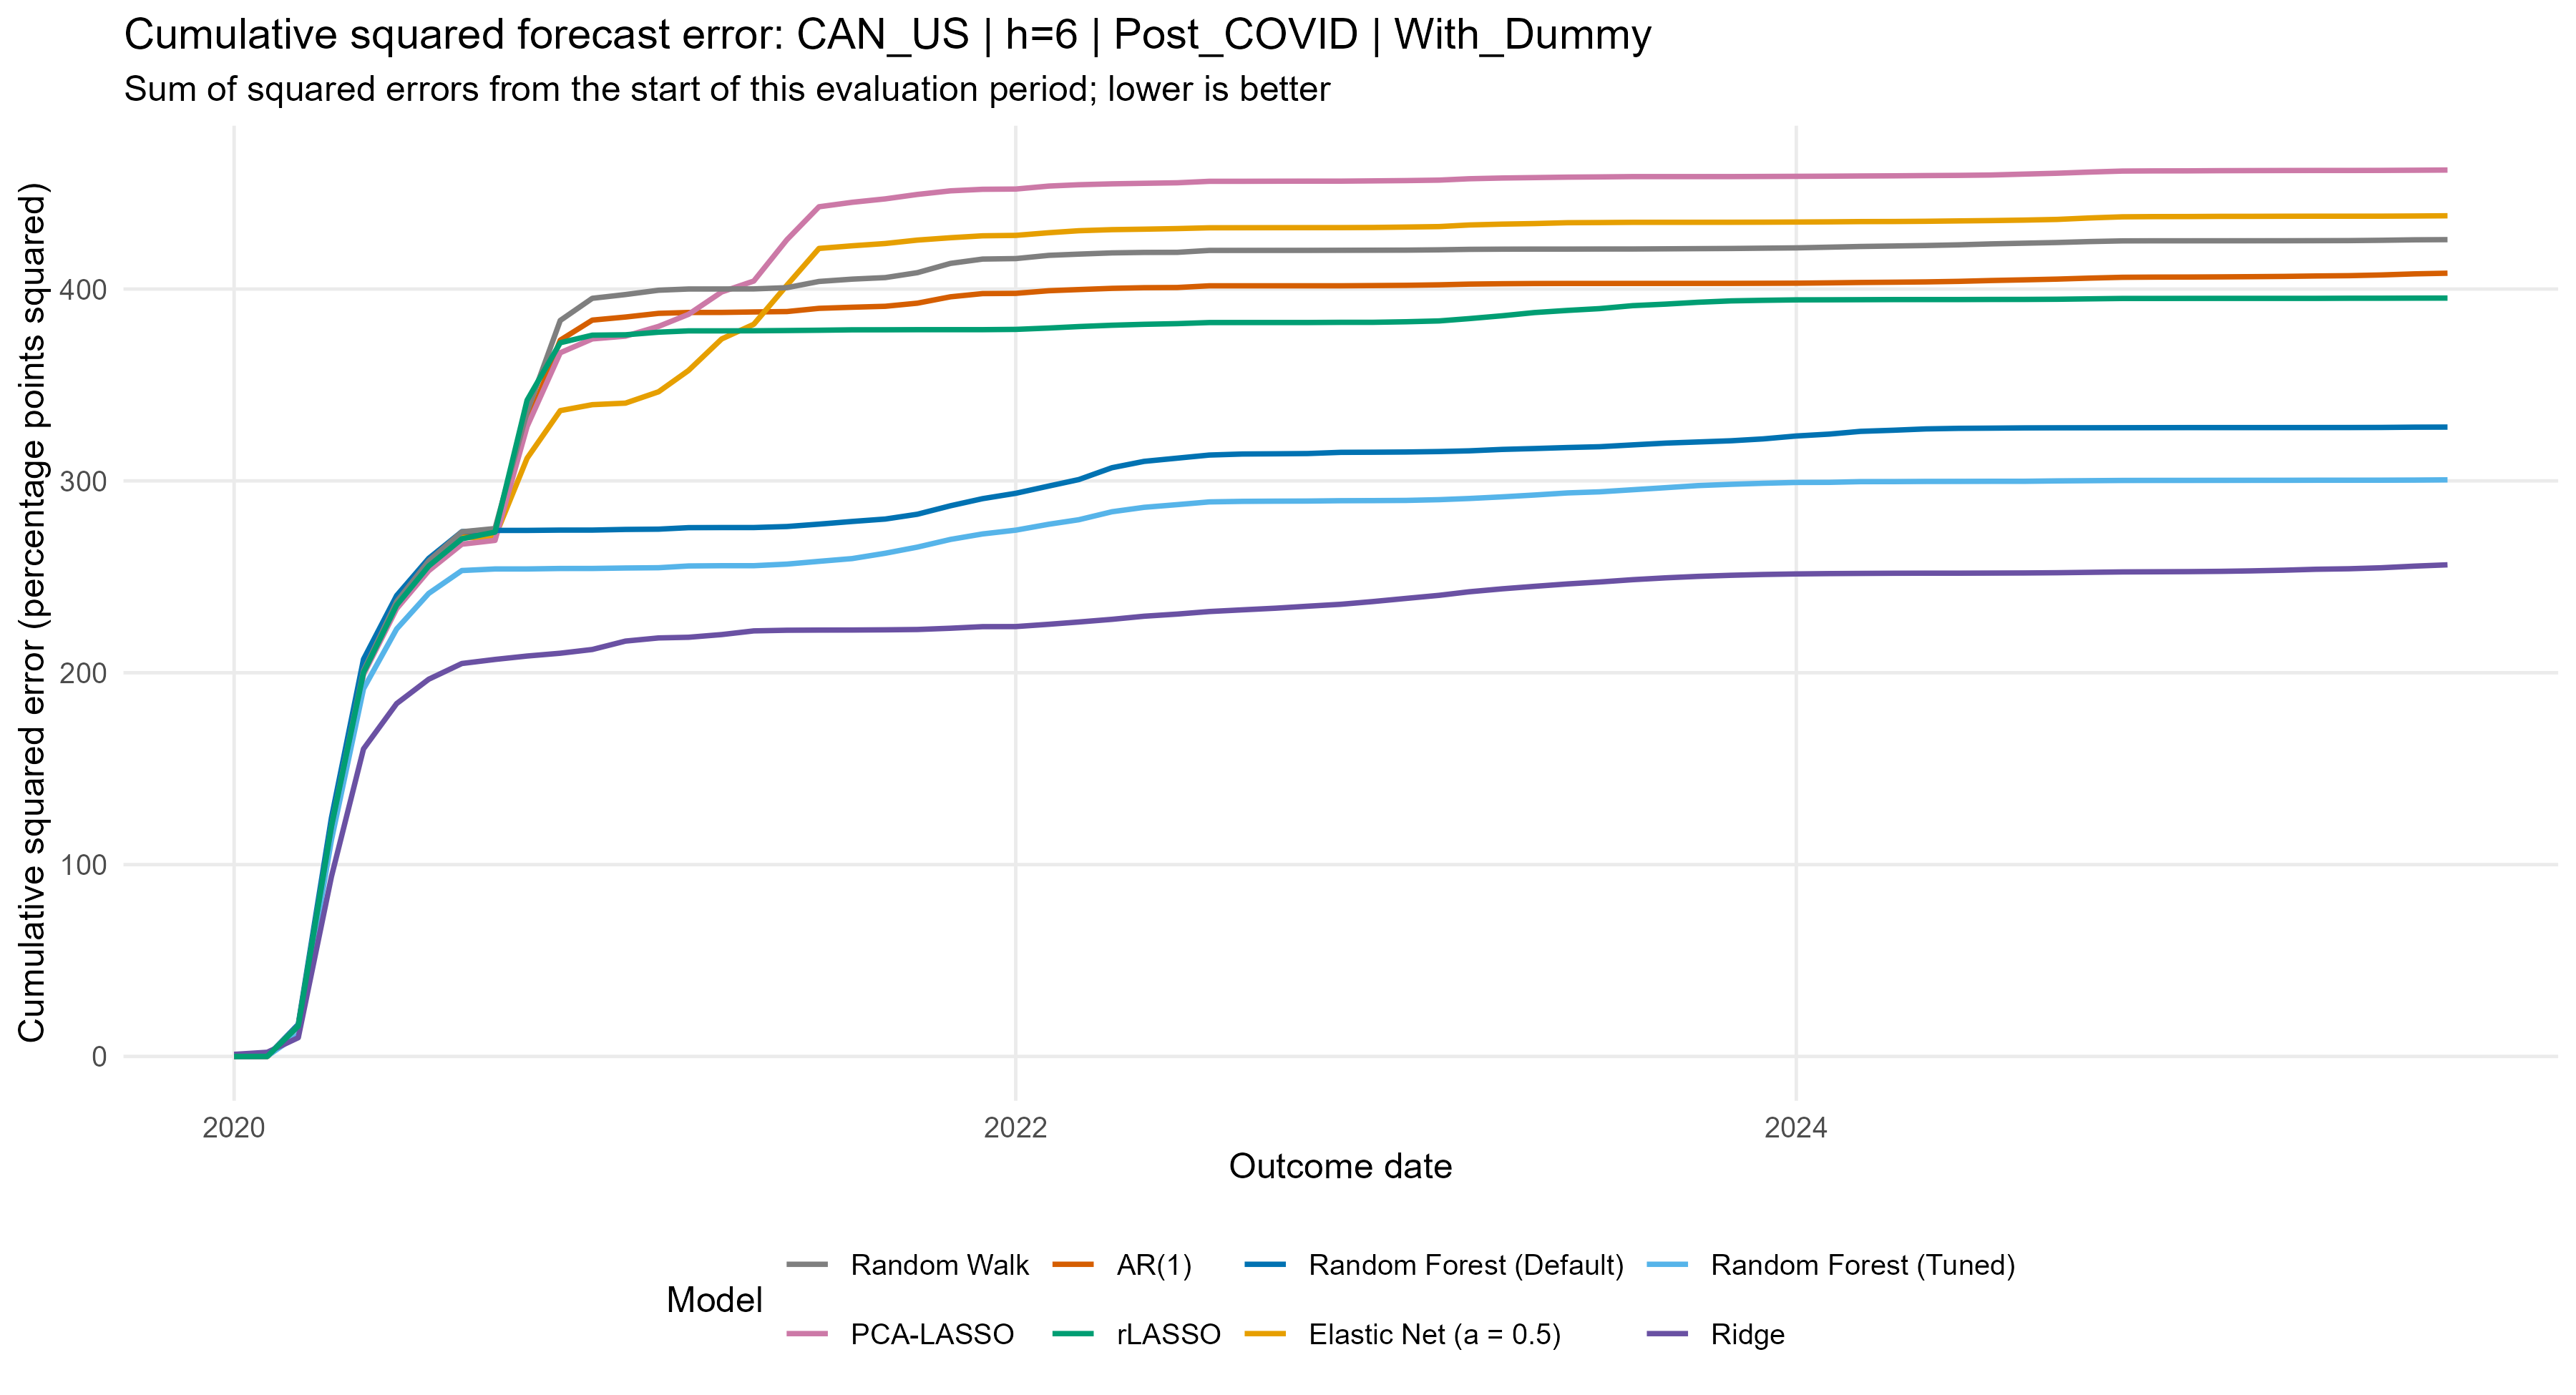 Cumulative squared forecast error: CAN_US | h=6 | Post_COVID | With_Dummy
Sum of squared errors from the start of this evaluation period; lower is better
Cumulative squared error (percentage points squared)
400
300
200
100
0
2020
2022
2024
Outcome date
Model
Random Walk
AR(1)
Random Forest (Default)
Random Forest (Tuned)
PCA-LASSO
rLASSO
Elastic Net (a = 0.5)
Ridge